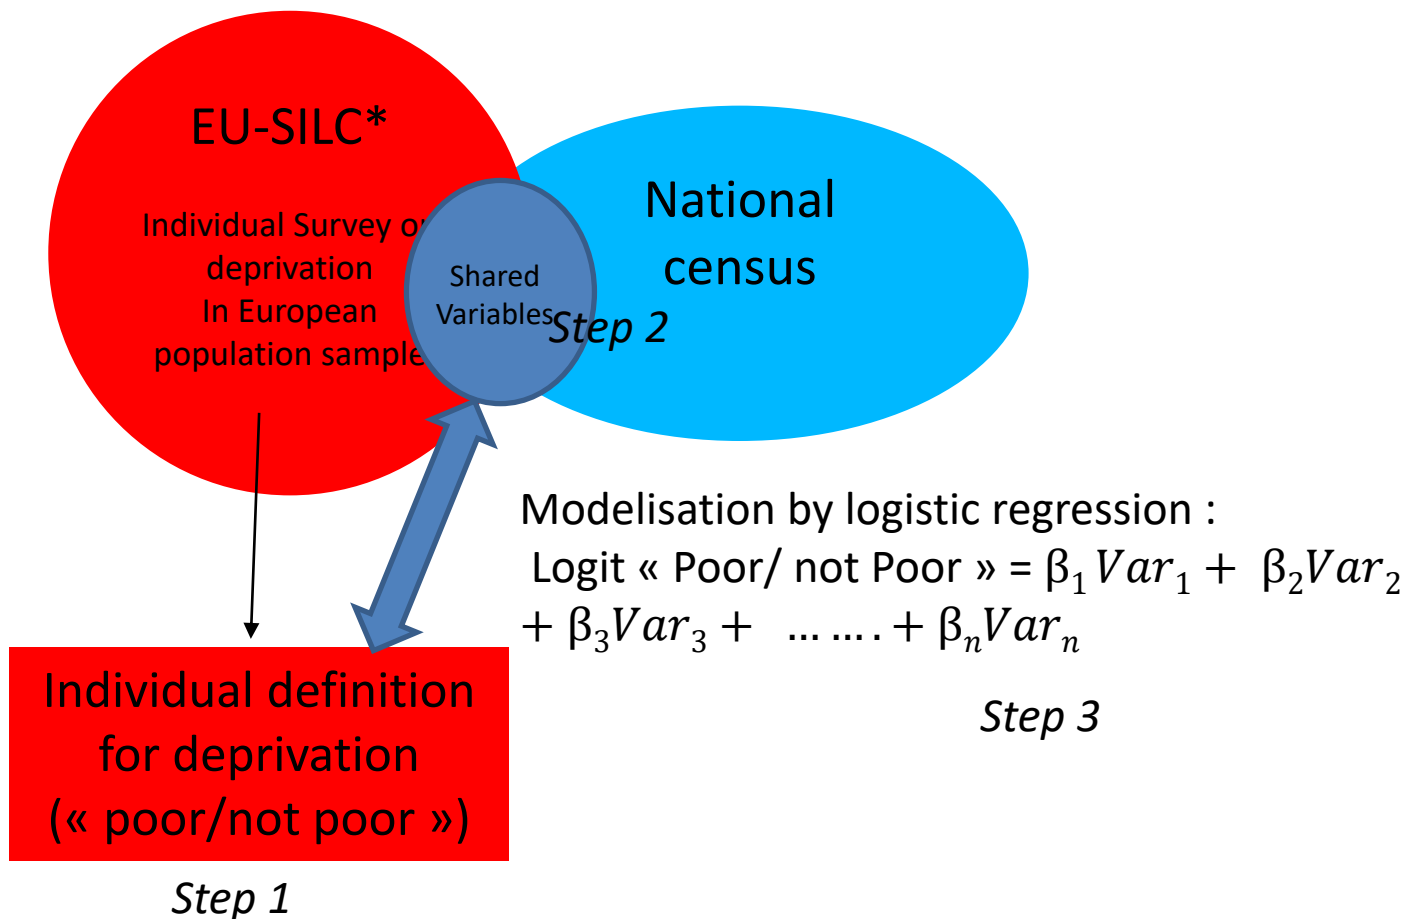 EU-SILC*
Individual Survey on
deprivation
In European
population sample
Shared
Variables
National
census
Step 2
Modelisation by logistic regression :
Logit « Poor/ not Poor » = β₁ Var₁ + β₂Var₂
+ β₃Var₃ + … … . + βₙVarₙ
Step 3
Individual definition
for deprivation
(« poor/not poor »)
Step 1